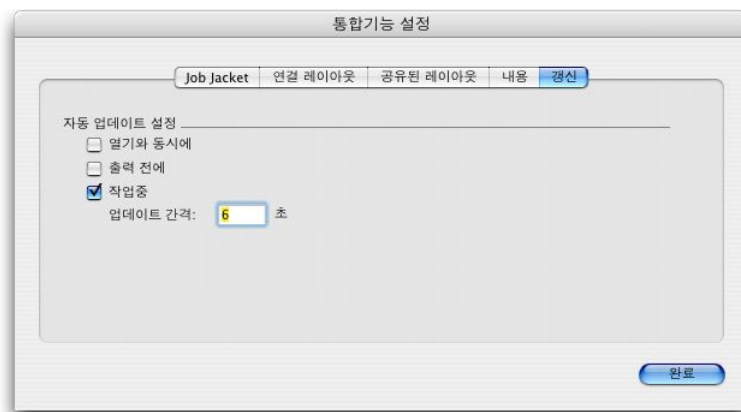 통합기능 설정
Job Jacket 연결 레이아웃 공유된 레이아웃 내용 갱신
자동 업데이트 설정
열기와 동시에
출력 전에
작업중
업데이트 간격: 6 초
완료